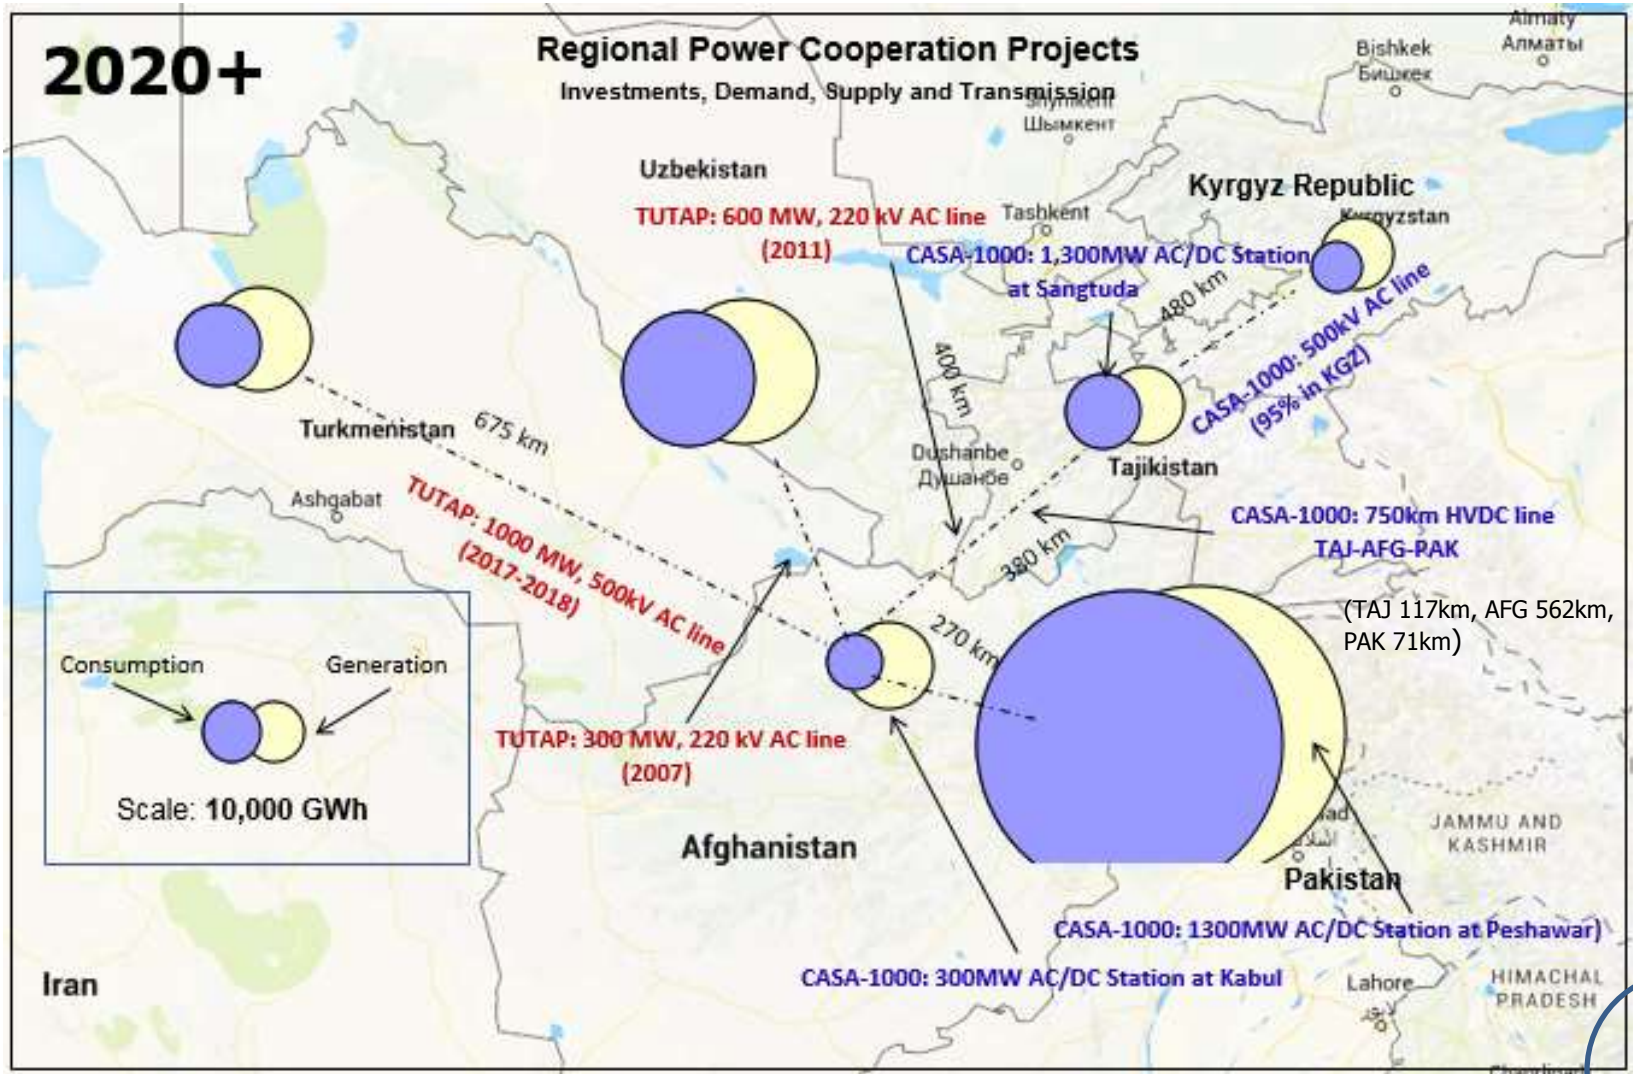 2020+
Regional Power Cooperation Projects
Investments, Demand, Supply and Transmission
Almaty
Алматы
Bishkek
Бишкек
Shymkent
Шымкент
Uzbekistan
Kyrgyz Republic
Kyrgyzstan
TUTAP: 600 MW, 220 kV AC line
(2011)
Tashkent
CASA-1000: 1,300MW AC/DC Station
at Sangtuda
480 km
CASA-1000: 500kV AC line
(95% in KGZ)
400 km
Turkmenistan
675 km
Dushanbe
Душанбе
Tajikistan
Ashgabat
TUTAP: 1000 MW, 500kV AC line
(2017-2018)
CASA-1000: 750km HVDC line
TAJ-AFG-PAK
380 km
(TAJ 117km, AFG 562km,
PAK 71km)
270 km
Consumption
Generation
Scale: 10,000 GWh
TUTAP: 300 MW, 220 kV AC line
(2007)
Afghanistan
JAMMU AND
KASHMIR
Pakistan
CASA-1000: 1300MW AC/DC Station at Peshawar)
CASA-1000: 300MW AC/DC Station at Kabul
Iran
Lahore
HIMACHAL
PRADESH